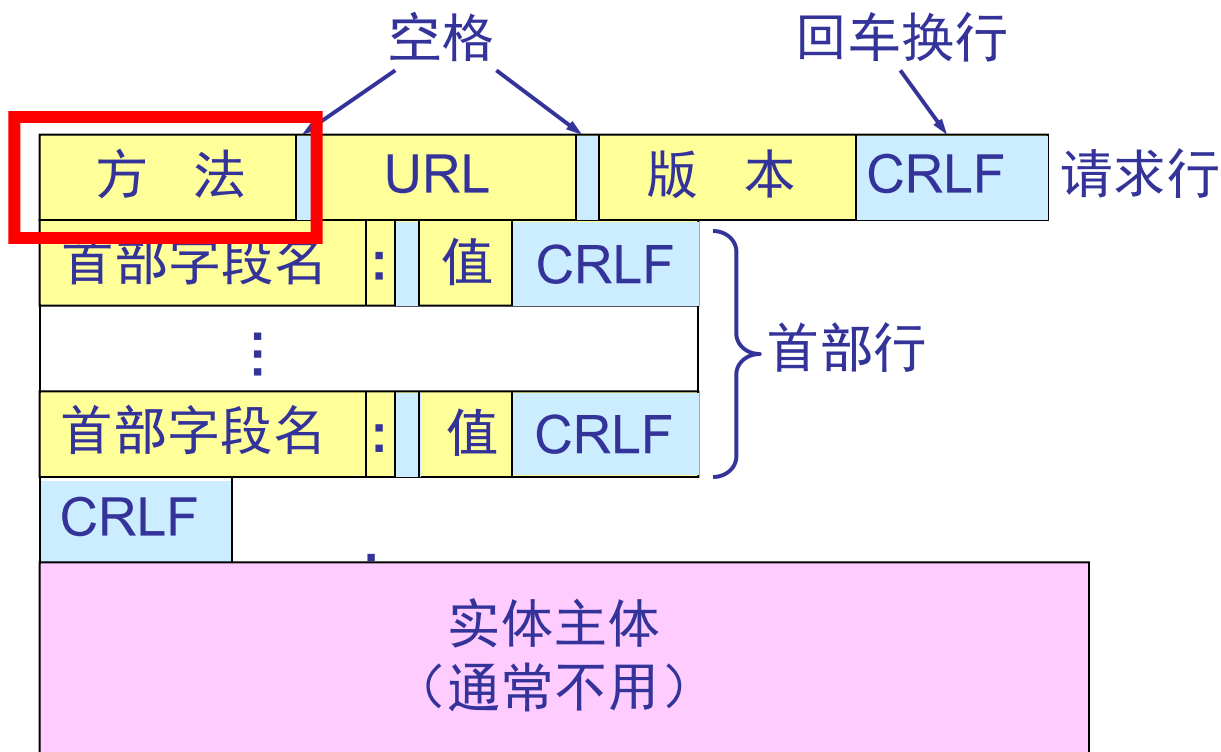 空格 回车换行
方 法 URL 版 本 CRLF 请求行
首部字段名 : 值 CRLF
⋮ 首部行
首部字段名 : 值 CRLF
CRLF
实体主体
（通常不用）